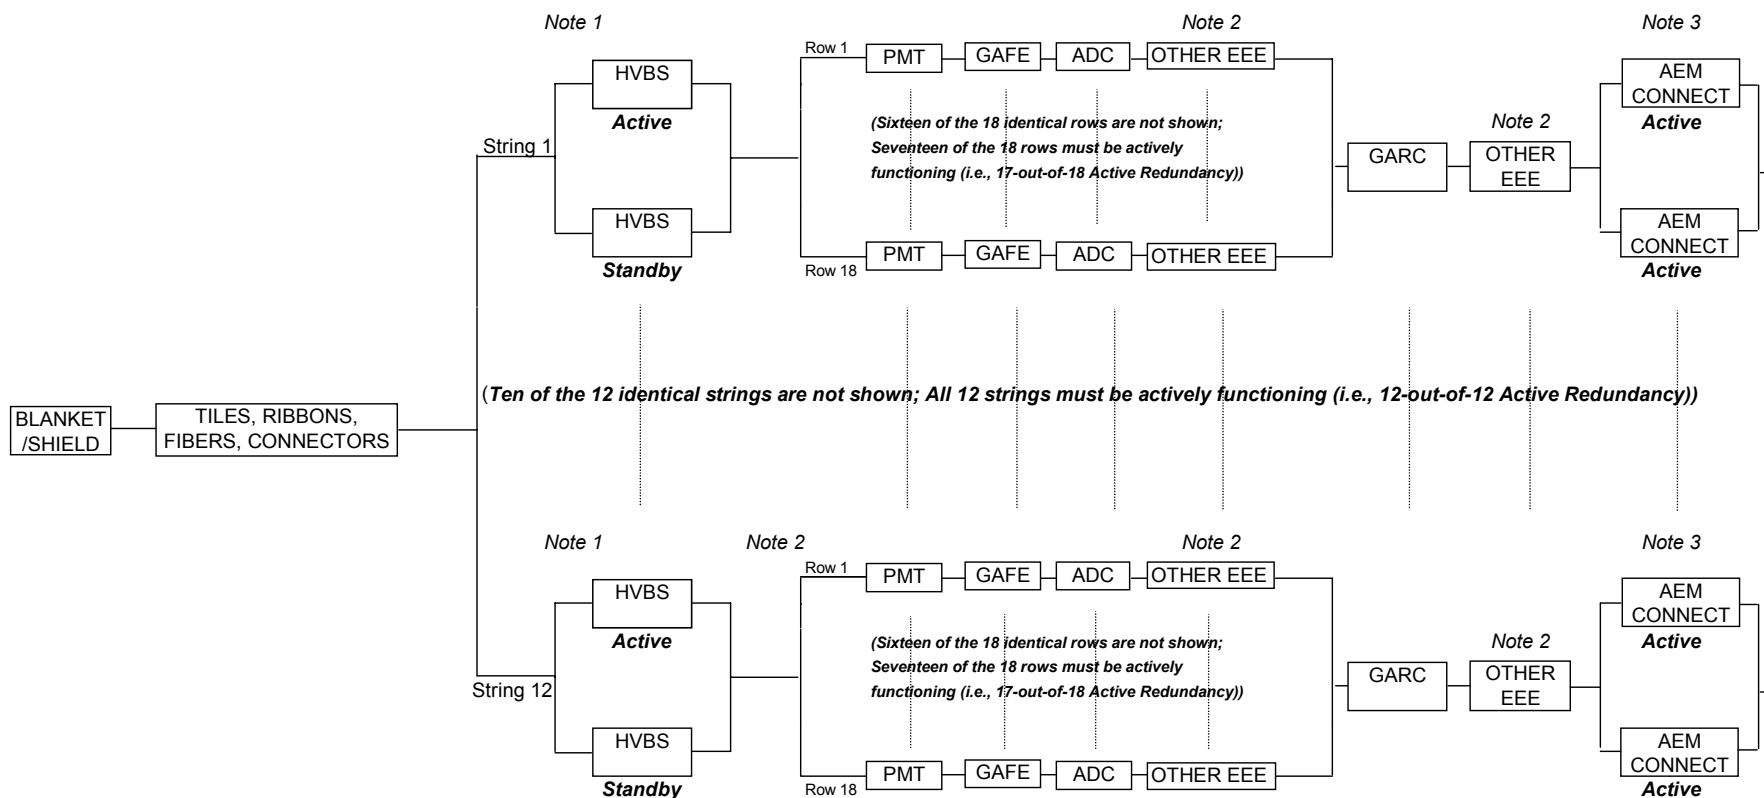 Note 1
Note 2
Note 3
HVBS
Active
String 1
HVBS
Standby
Row 1
PMT
GAFE
ADC
OTHER EEE
(Sixteen of the 18 identical rows are not shown;
Seventeen of the 18 rows must be actively
functioning (i.e., 17-out-of-18 Active Redundancy))
Row 18
PMT
GAFE
ADC
OTHER EEE
GARC
Note 2
OTHER
EEE
AEM
CONNECT
Active
AEM
CONNECT
Active
BLANKET
/SHIELD
TILES, RIBBONS,
FIBERS, CONNECTORS
(Ten of the 12 identical strings are not shown; All 12 strings must be actively functioning (i.e., 12-out-of-12 Active Redundancy))
Note 1
Note 2
Note 2
Note 3
HVBS
Active
String 12
HVBS
Standby
Row 1
PMT
GAFE
ADC
OTHER EEE
(Sixteen of the 18 identical rows are not shown;
Seventeen of the 18 rows must be actively
functioning (i.e., 17-out-of-18 Active Redundancy))
Row 18
PMT
GAFE
ADC
OTHER EEE
GARC
Note 2
OTHER
EEE
AEM
CONNECT
Active
AEM
CONNECT
Active